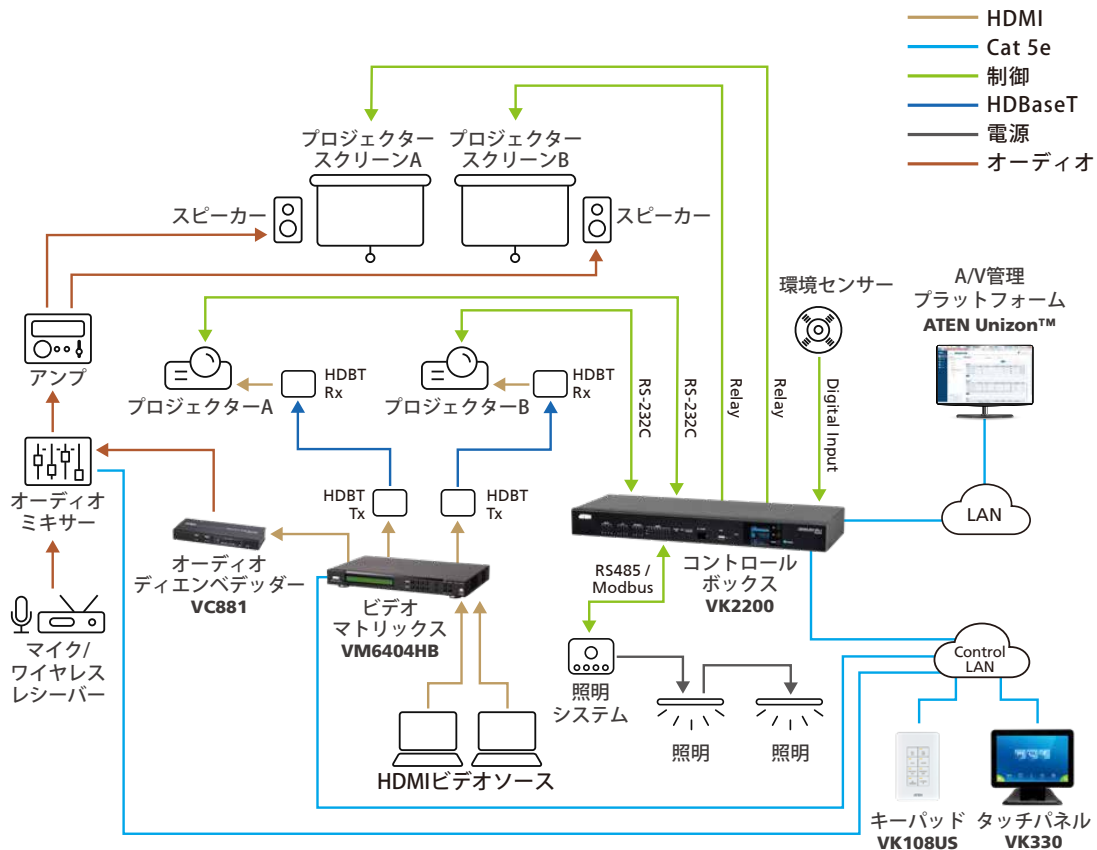 HDMI
Cat 5e
制御
HDBaseT
電源
オーディオ
プロジェクター
スクリーンA
プロジェクター
スクリーンB
スピーカー
スピーカー
環境センサー
A/V管理
プラットフォーム
ATEN Unizon™
アンプ
プロジェクターA
HDBT
Rx
プロジェクターB
HDBT
Rx
RS-232C
RS-232C
Relay
Relay
Digital Input
オーディオ
ミキサー
HDBT
Tx
HDBT
Tx
LAN
オーディオ
ディエンベデッダー
VC881
ビデオ
マトリックス
VM6404HB
RS485 /
Modbus
コントロール
ボックス
VK2200
マイク/
ワイヤレス
レシーバー
Control
LAN
照明
システム
照明
照明
HDMIビデオソース
キーパッド
VK108US
タッチパネル
VK330